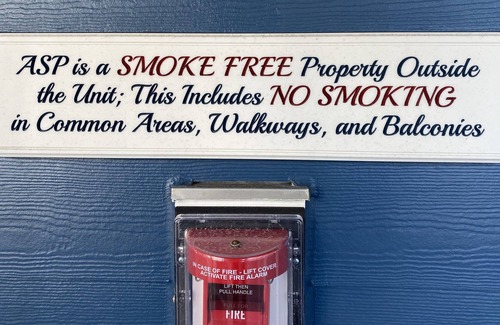 ASP is a SMOKE FREE Property Outside
the Unit; This Includes NO SMOKING
in Common Areas, Walkways, and Balconies
IN CASE OF FIRE - LIFT COVER
ACTIVATE FIRE ALARM
LIFT THEN
PULL HANDLE
FIRE